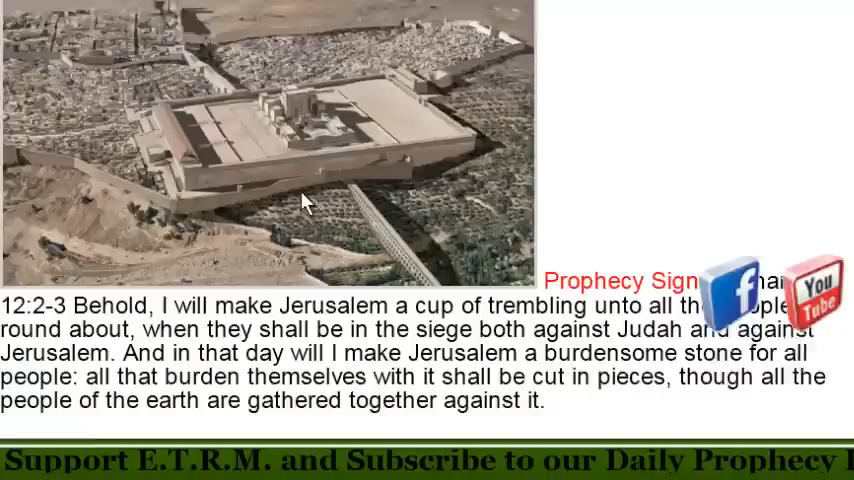 Prophecy Sign
12:2-3 Behold, I will make Jerusalem a cup of trembling unto all
round about, when they shall be in the siege both against Judah and against
Jerusalem. And in that day will I make Jerusalem a burdensome stone for all
people: all that burden themselves with it shall be cut in pieces, though all the
people of the earth are gathered together against it.
f
You
Tube
Support E.T.R.M. and Subscribe to our Daily Prophecy